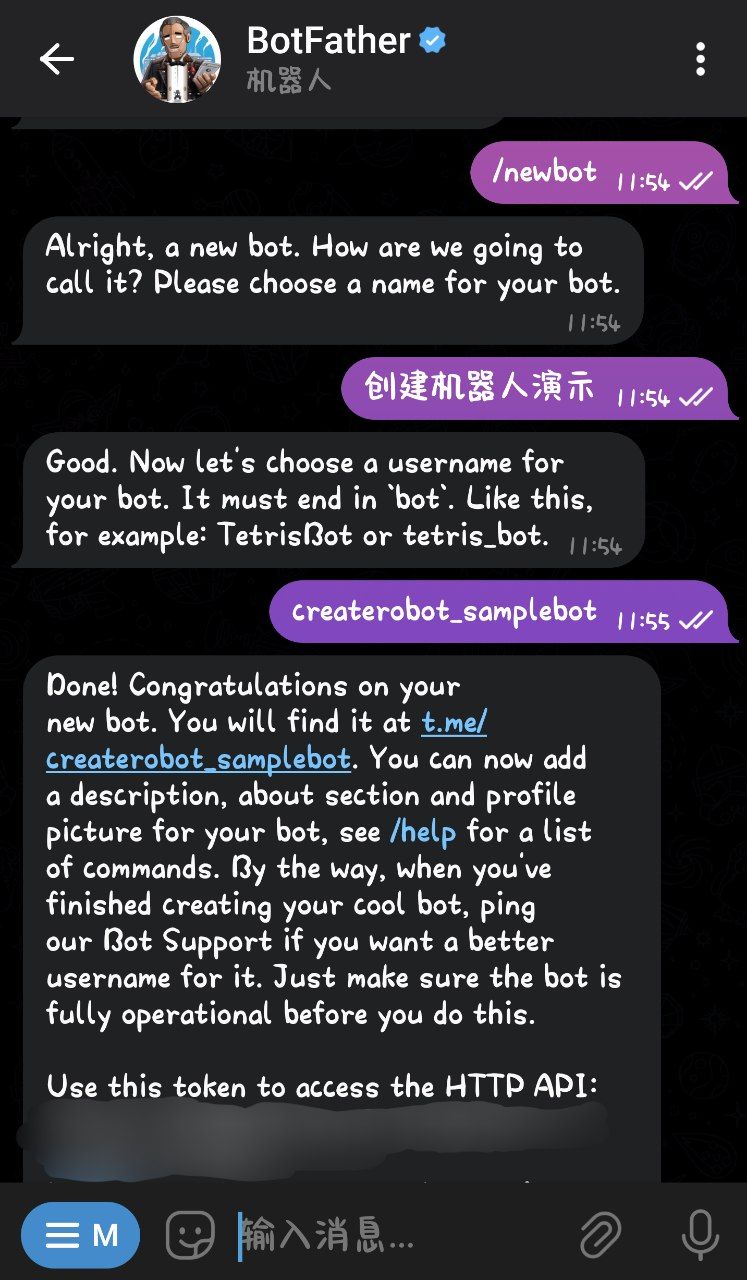 BotFather
机器人
/newbot 11:54
Alright, a new bot. How are we going to
call it? Please choose a name for your bot.
11:54
创建机器人演示 11:54
Good. Now let's choose a username for
your bot. It must end in `bot`. Like this,
for example: TetrisBot or tetris_bot. 11:54
createrobot_samplebot 11:55
Done! Congratulations on your
new bot. You will find it at t.me/
createrobot_samplebot. You can now add
a description, about section and profile
picture for your bot, see /help for a list
of commands. By the way, when you've
finished creating your cool bot, ping
our Bot Support if you want a better
username for it. Just make sure the bot is
fully operational before you do this.
Use this token to access the HTTP API:
M
输入消息...